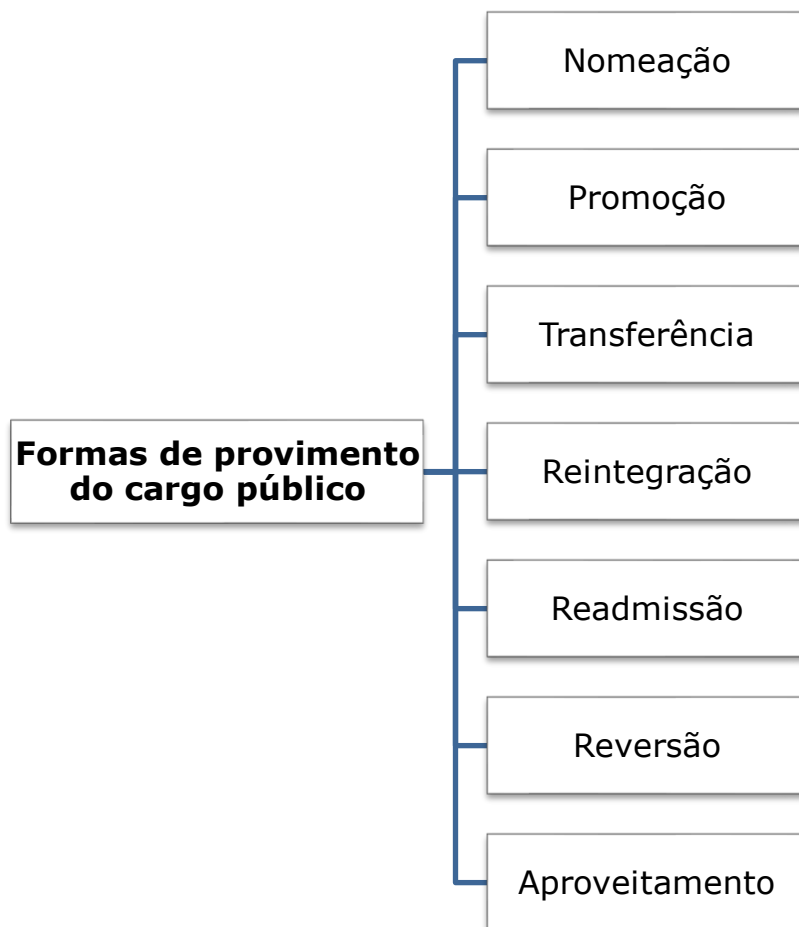 Nomeação
Promoção
Transferência
Formas de provimento
do cargo público
Reintegração
Readmissão
Reversão
Aproveitamento